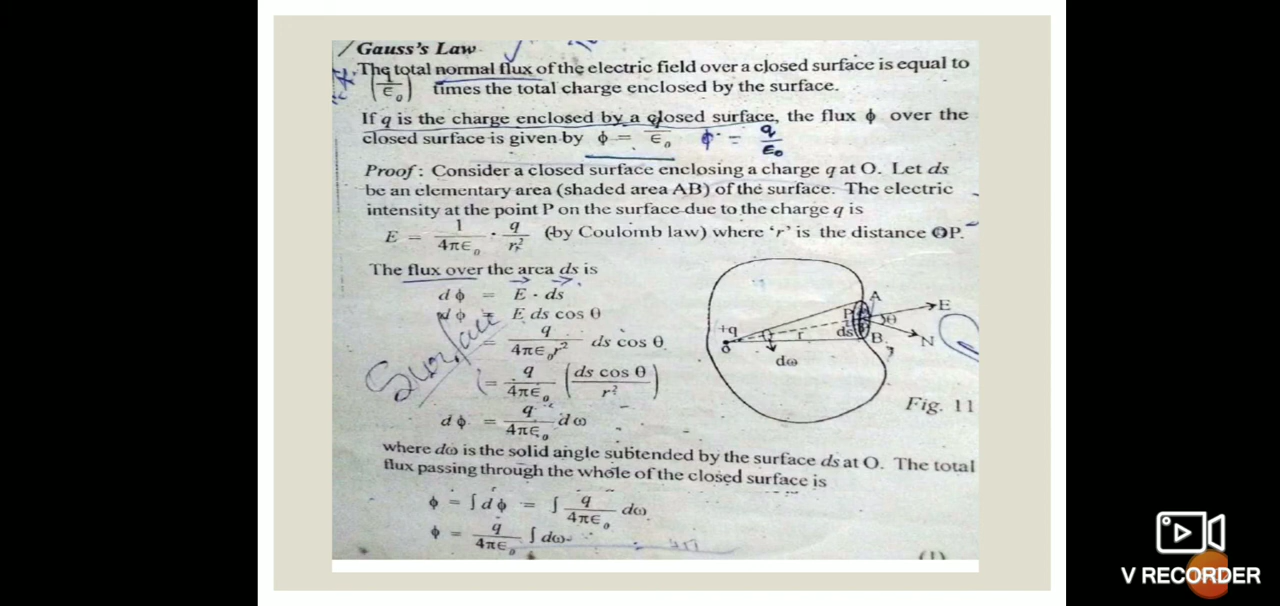 Gauss's Law
The total normal flux of the electric field over a closed surface is equal to
(1/ϵ₀) times the total charge enclosed by the surface.
If q is the charge enclosed by a closed surface, the flux ϕ over the
closed surface is given by ϕ = q/ϵ₀ ϕ = q/ϵ₀
Proof : Consider a closed surface enclosing a charge q at O. Let ds
be an elementary area (shaded area AB) of the surface. The electric
intensity at the point P on the surface due to the charge q is
E = 1/4πϵ₀ · q/r² (by Coulomb law) where 'r' is the distance OP.
The flux over the area ds is
dϕ = E · ds
dϕ = E ds cos θ
= q/4πϵ₀r² ds cos θ
= q/4πϵ₀ (ds cos θ/r²)
dϕ = q/4πϵ₀ dω
Surface
A
E
P
θ
+q
r
ds
B
N
O
dω
Fig. 11
where dω is the solid angle subtended by the surface ds at O. The total
flux passing through the whole of the closed surface is
ϕ = ∫dϕ = ∫ q/4πϵ₀ dω
ϕ = q/4πϵ₀ ∫dω
4π
(1)
V RECORDER